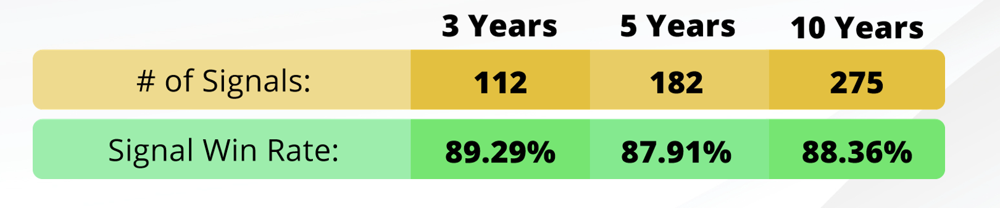 3 Years 5 Years 10 Years
# of Signals: 112 182 275
Signal Win Rate: 89.29% 87.91% 88.36%